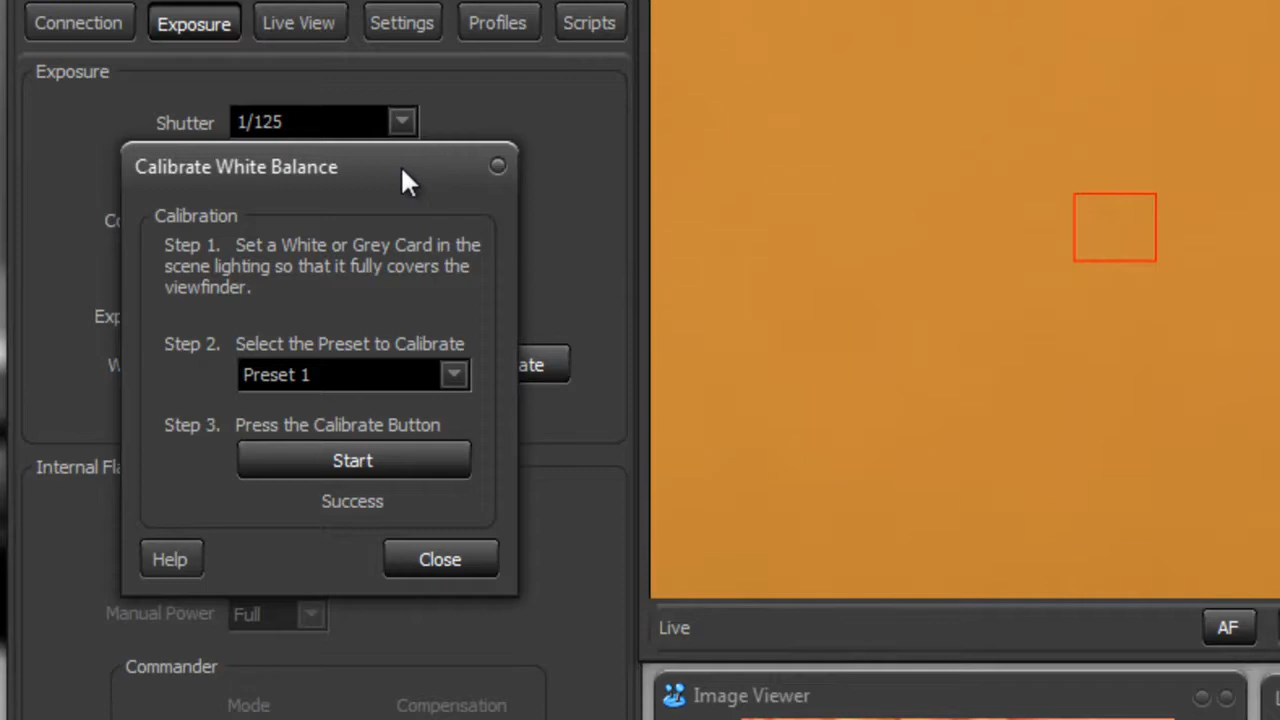 Connection
Exposure
Live View
Settings
Profiles
Scripts
Exposure
Shutter
1/125
Calibrate White Balance
Calibration
Step 1. Set a White or Grey Card in the
scene lighting so that it fully covers the
viewfinder.
Step 2. Select the Preset to Calibrate
Preset 1
Step 3. Press the Calibrate Button
Start
Success
Help
Close
Manual Power
Full
Commander
Mode
Compensation
Live
AF
Image Viewer